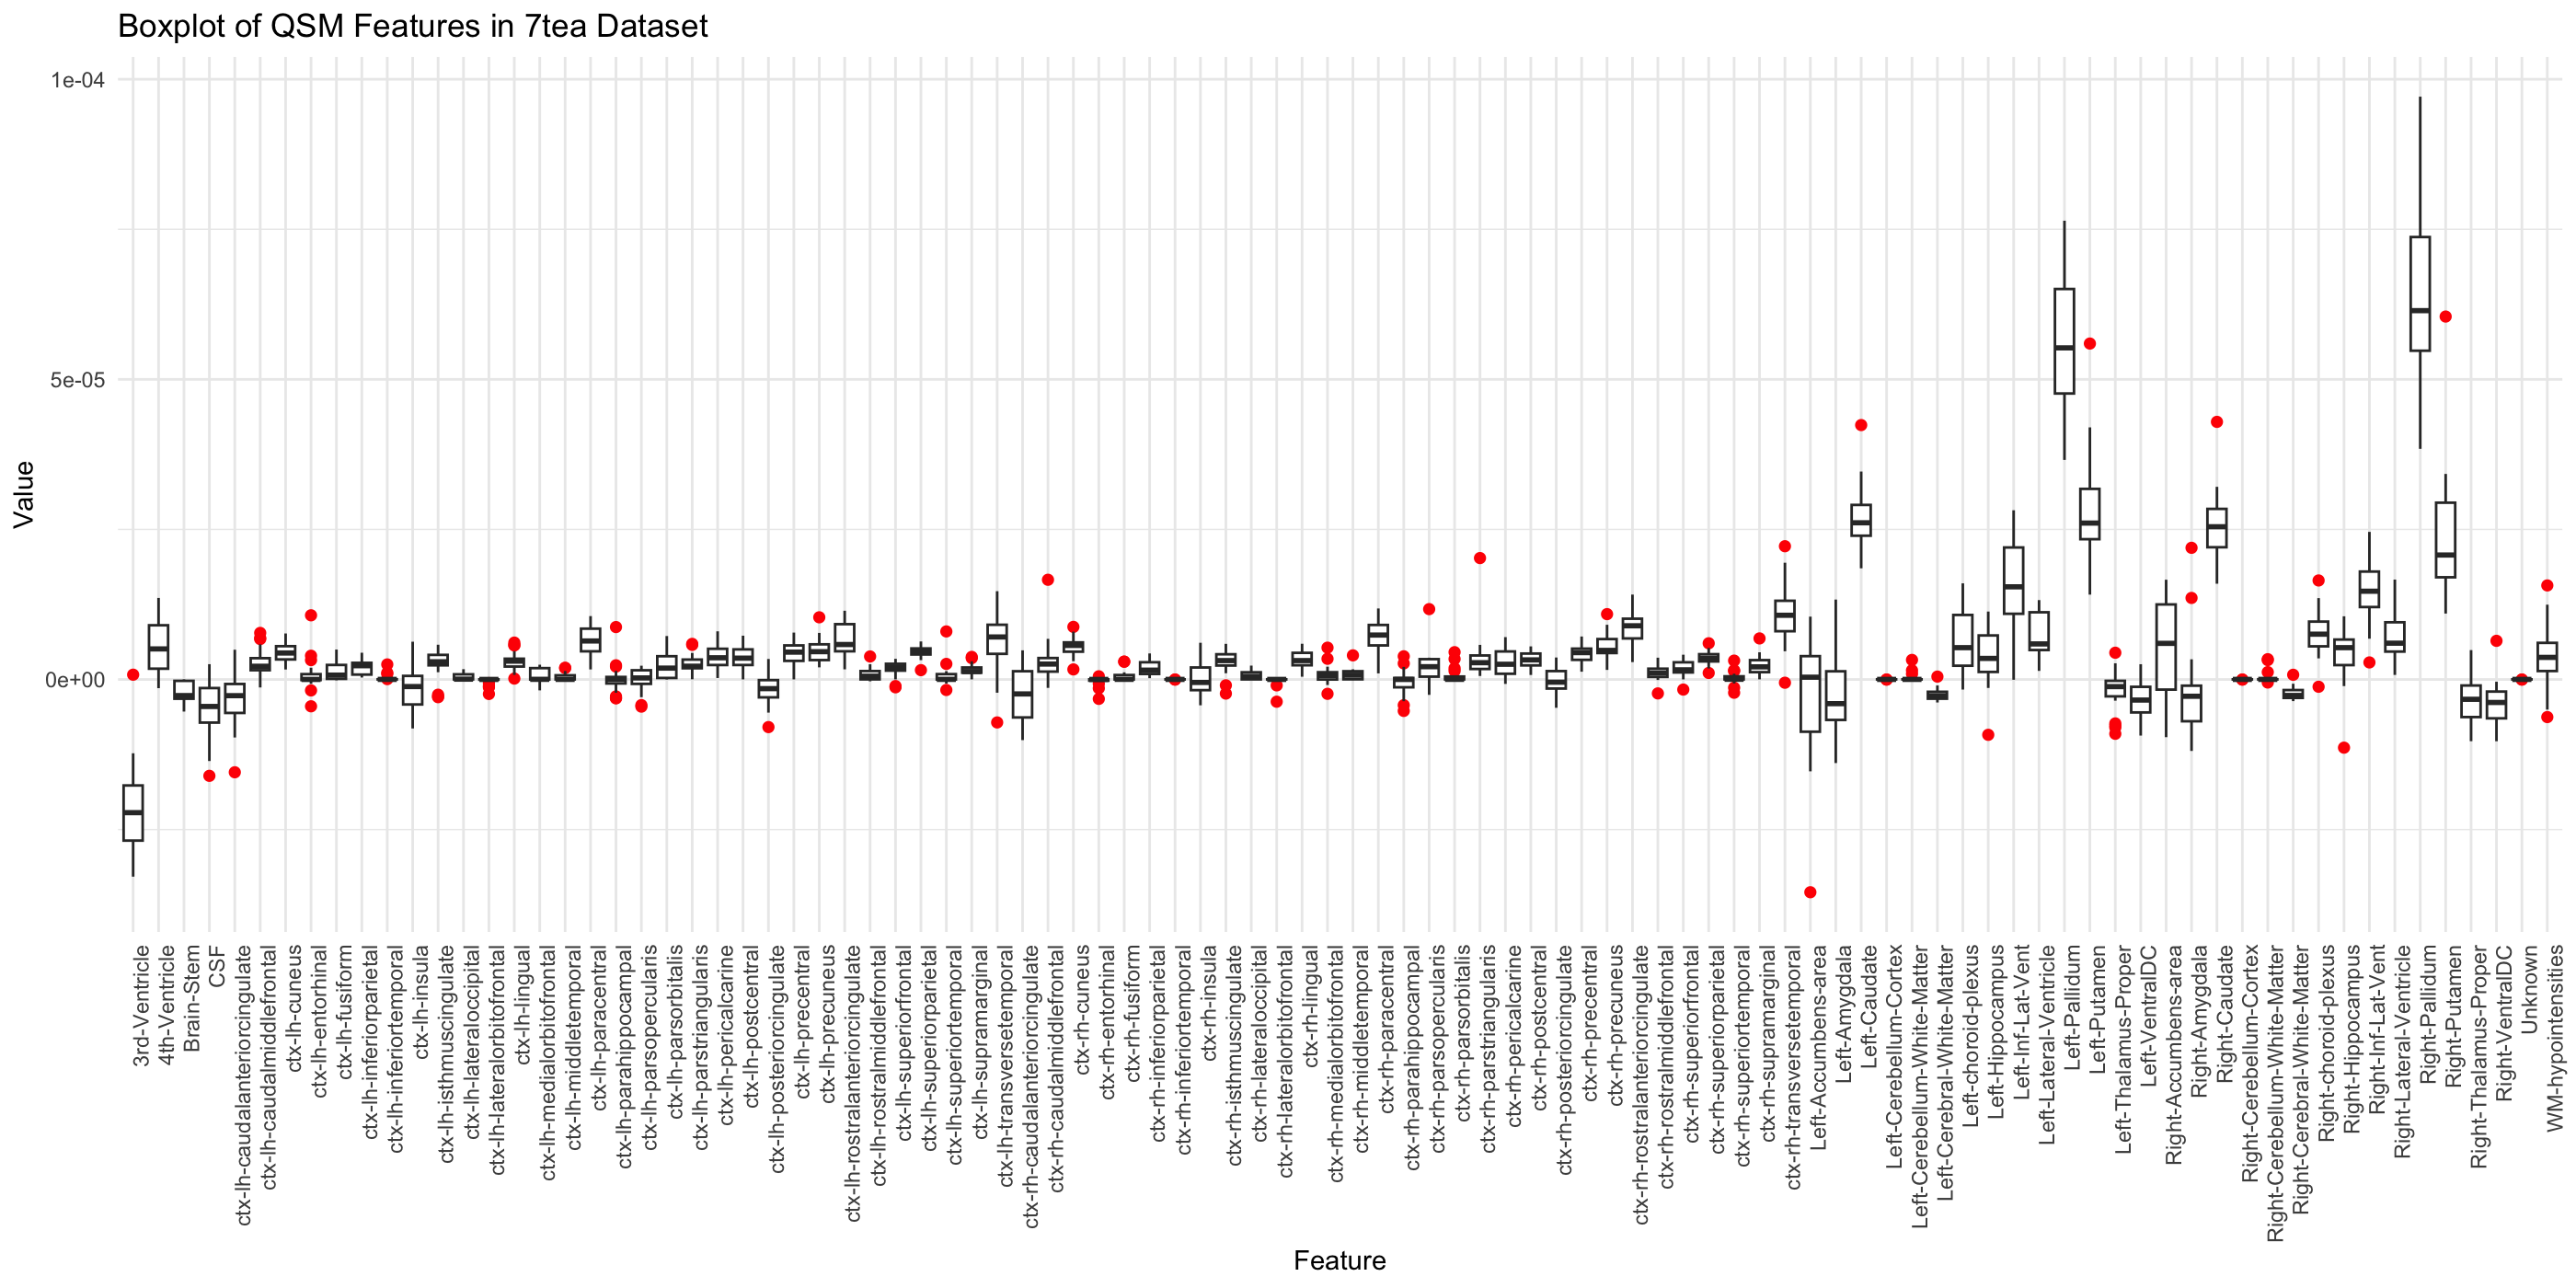 Boxplot of QSM Features in 7tea Dataset
1e-04
5e-05
0e+00
Value
3rd-Ventricle
4th-Ventricle
Brain-Stem
CSF
ctx-lh-caudalanteriorcingulate
ctx-lh-caudalmiddlefrontal
ctx-lh-cuneus
ctx-lh-entorhinal
ctx-lh-fusiform
ctx-lh-inferiorparietal
ctx-lh-inferiortemporal
ctx-lh-insula
ctx-lh-isthmuscingulate
ctx-lh-lateraloccipital
ctx-lh-lateralorbitofrontal
ctx-lh-lingual
ctx-lh-medialorbitofrontal
ctx-lh-middletemporal
ctx-lh-paracentral
ctx-lh-parahippocampal
ctx-lh-parsopercularis
ctx-lh-parsorbitalis
ctx-lh-parstriangularis
ctx-lh-pericalcarine
ctx-lh-postcentral
ctx-lh-posteriorcingulate
ctx-lh-precentral
ctx-lh-precuneus
ctx-lh-rostralanteriorcingulate
ctx-lh-rostralmiddlefrontal
ctx-lh-superiorfrontal
ctx-lh-superiorparietal
ctx-lh-superiortemporal
ctx-lh-supramarginal
ctx-lh-transversetemporal
ctx-rh-caudalanteriorcingulate
ctx-rh-caudalmiddlefrontal
ctx-rh-cuneus
ctx-rh-entorhinal
ctx-rh-fusiform
ctx-rh-inferiorparietal
ctx-rh-inferiortemporal
ctx-rh-insula
ctx-rh-isthmuscingulate
ctx-rh-lateraloccipital
ctx-rh-lateralorbitofrontal
ctx-rh-lingual
ctx-rh-medialorbitofrontal
ctx-rh-middletemporal
ctx-rh-paracentral
ctx-rh-parahippocampal
ctx-rh-parsopercularis
ctx-rh-parsorbitalis
ctx-rh-parstriangularis
ctx-rh-pericalcarine
ctx-rh-postcentral
ctx-rh-posteriorcingulate
ctx-rh-precentral
ctx-rh-precuneus
ctx-rh-rostralanteriorcingulate
ctx-rh-rostralmiddlefrontal
ctx-rh-superiorfrontal
ctx-rh-superiorparietal
ctx-rh-superiortemporal
ctx-rh-supramarginal
ctx-rh-transversetemporal
Left-Accumbens-area
Left-Amygdala
Left-Caudate
Left-Cerebellum-Cortex
Left-Cerebellum-White-Matter
Left-Cerebral-White-Matter
Left-choroid-plexus
Left-Hippocampus
Left-Inf-Lat-Vent
Left-Lateral-Ventricle
Left-Pallidum
Left-Putamen
Left-Thalamus-Proper
Left-VentralDC
Right-Accumbens-area
Right-Amygdala
Right-Caudate
Right-Cerebellum-Cortex
Right-Cerebellum-White-Matter
Right-Cerebral-White-Matter
Right-choroid-plexus
Right-Hippocampus
Right-Inf-Lat-Vent
Right-Lateral-Ventricle
Right-Pallidum
Right-Putamen
Right-Thalamus-Proper
Right-VentralDC
Unknown
WM-hypointensities
Feature